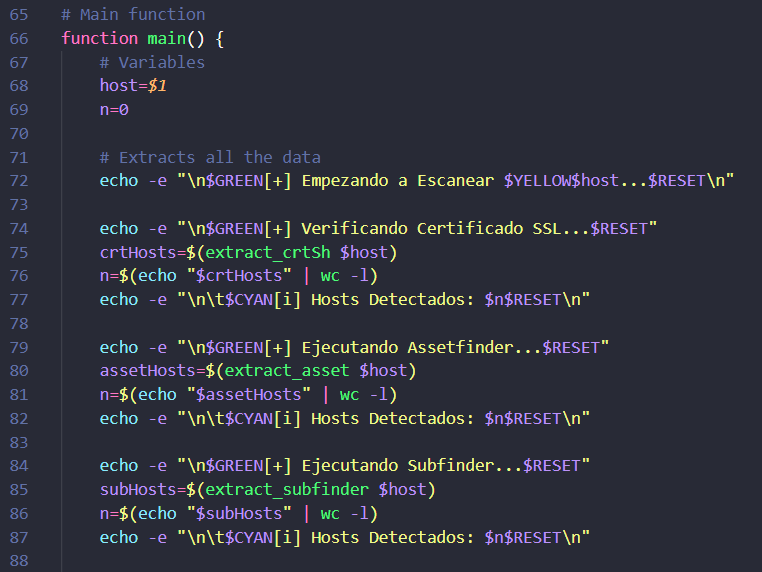 65 # Main function
66 function main() {
67     # Variables
68     host=$1
69     n=0
70
71     # Extracts all the data
72     echo -e "\n$GREEN[+] Empezando a Escanear $YELLOW$host...$RESET\n"
73
74     echo -e "\n$GREEN[+] Verificando Certificado SSL...$RESET"
75     crtHosts=$(extract_crtSh $host)
76     n=$(echo "$crtHosts" | wc -l)
77     echo -e "\n\t$CYAN[i] Hosts Detectados: $n$RESET\n"
78
79     echo -e "\n$GREEN[+] Ejecutando Assetfinder...$RESET"
80     assetHosts=$(extract_asset $host)
81     n=$(echo "$assetHosts" | wc -l)
82     echo -e "\n\t$CYAN[i] Hosts Detectados: $n$RESET\n"
83
84     echo -e "\n$GREEN[+] Ejecutando Subfinder...$RESET"
85     subHosts=$(extract_subfinder $host)
86     n=$(echo "$subHosts" | wc -l)
87     echo -e "\n\t$CYAN[i] Hosts Detectados: $n$RESET\n"
88